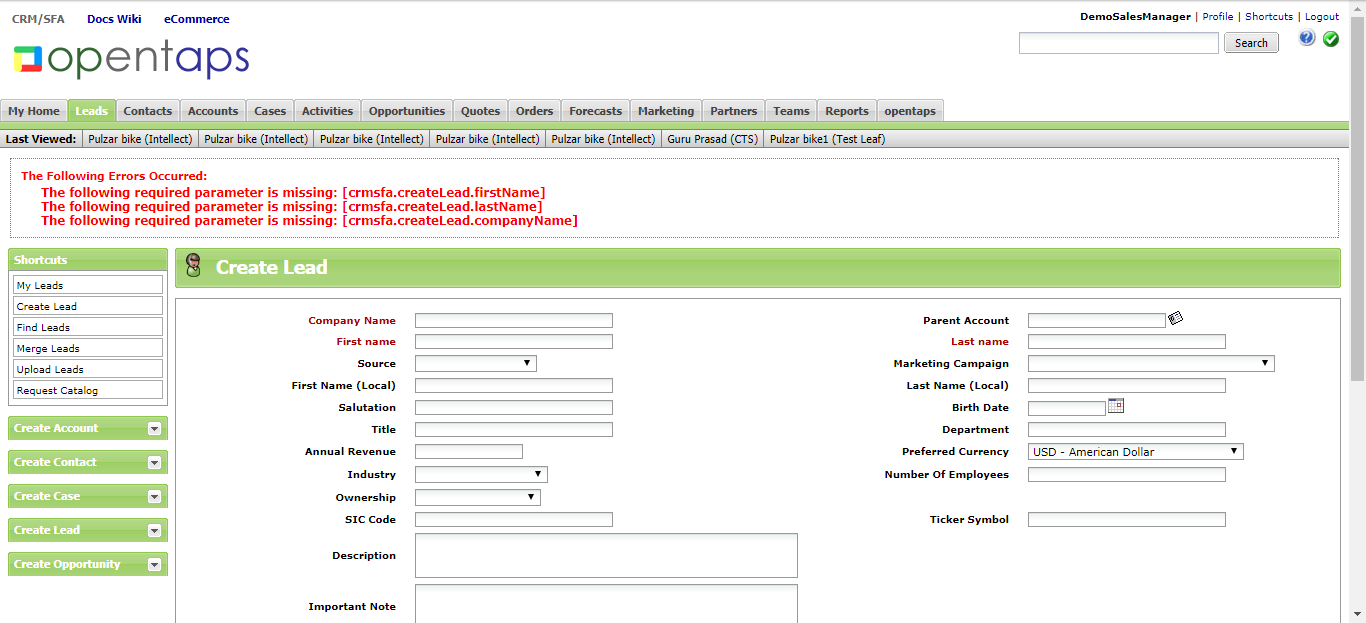 CRM/SFA Docs Wiki eCommerce
DemoSalesManager | Profile | Shortcuts | Logout
opentaps
Search
My Home Leads Contacts Accounts Cases Activities Opportunities Quotes Orders Forecasts Marketing Partners Teams Reports opentaps
Last Viewed: Pulzar bike (Intellect) Pulzar bike (Intellect) Pulzar bike (Intellect) Pulzar bike (Intellect) Pulzar bike (Intellect) Guru Prasad (CTS) Pulzar bike1 (Test Leaf)
The Following Errors Occurred:
The following required parameter is missing: [crmsfa.createLead.firstName]
The following required parameter is missing: [crmsfa.createLead.lastName]
The following required parameter is missing: [crmsfa.createLead.companyName]
Shortcuts
My Leads
Create Lead
Find Leads
Merge Leads
Upload Leads
Request Catalog
Create Account
Create Contact
Create Case
Create Lead
Create Opportunity
Create Lead
Company Name Parent Account
First name Last name
Source Marketing Campaign
First Name (Local) Last Name (Local)
Salutation Birth Date
Title Department
Annual Revenue Preferred Currency USD - American Dollar
Industry Number Of Employees
Ownership
SIC Code Ticker Symbol
Description
Important Note